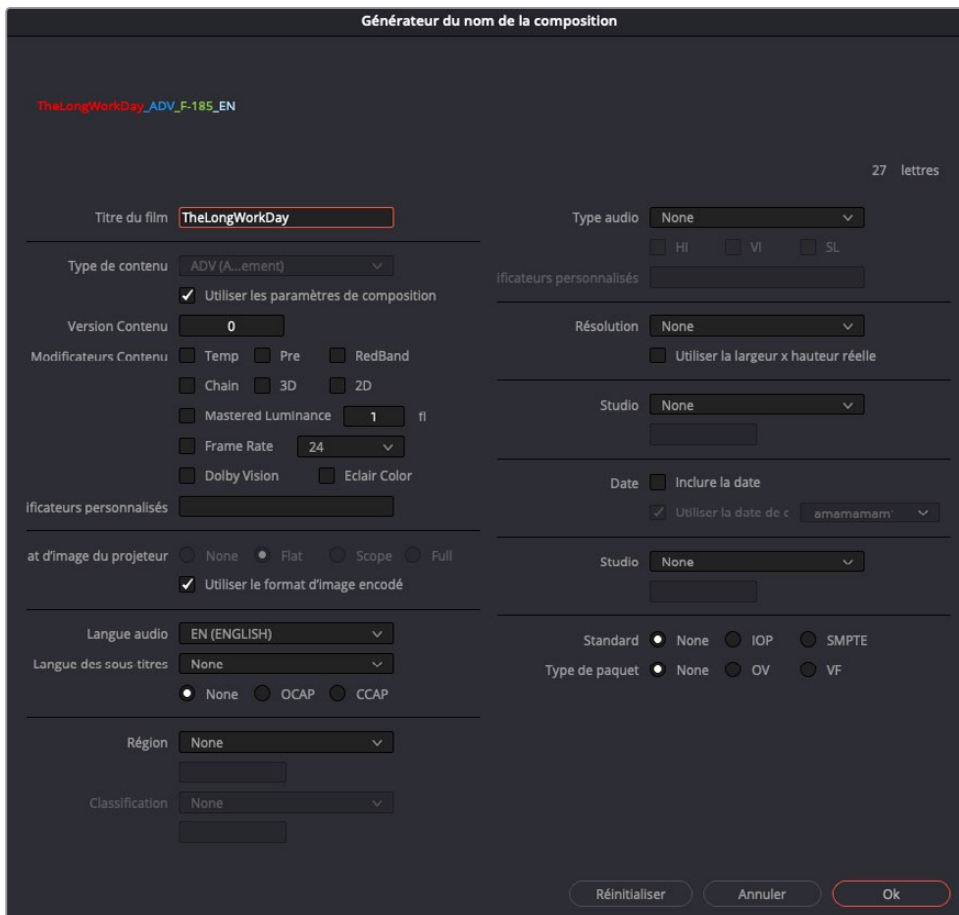 Générateur du nom de la composition
TheLongWorkDay_ADV_F-185_EN
27 lettres
Titre du film TheLongWorkDay
Type de contenu ADV (A...ement)
Utiliser les paramètres de composition
Version Contenu 0
Modificateurs Contenu Temp Pre RedBand
Chain 3D 2D
Mastered Luminance 1 fl
Frame Rate 24
Dolby Vision Eclair Color
ificateurs personnalisés
at d'image du projeteur None Flat Scope Full
Utiliser le format d'image encodé
Langue audio EN (ENGLISH)
Langue des sous-titres None
None OCAP CCAP
Région None
Classification None
Type audio None
HI VI SL
ificateurs personnalisés
Résolution None
Utiliser la largeur x hauteur réelle
Studio None
Date Inclure la date
Utiliser la date de c amamamam
Studio None
Standard None IOP SMPTE
Type de paquet None OV VF
Réinitialiser Annuler Ok